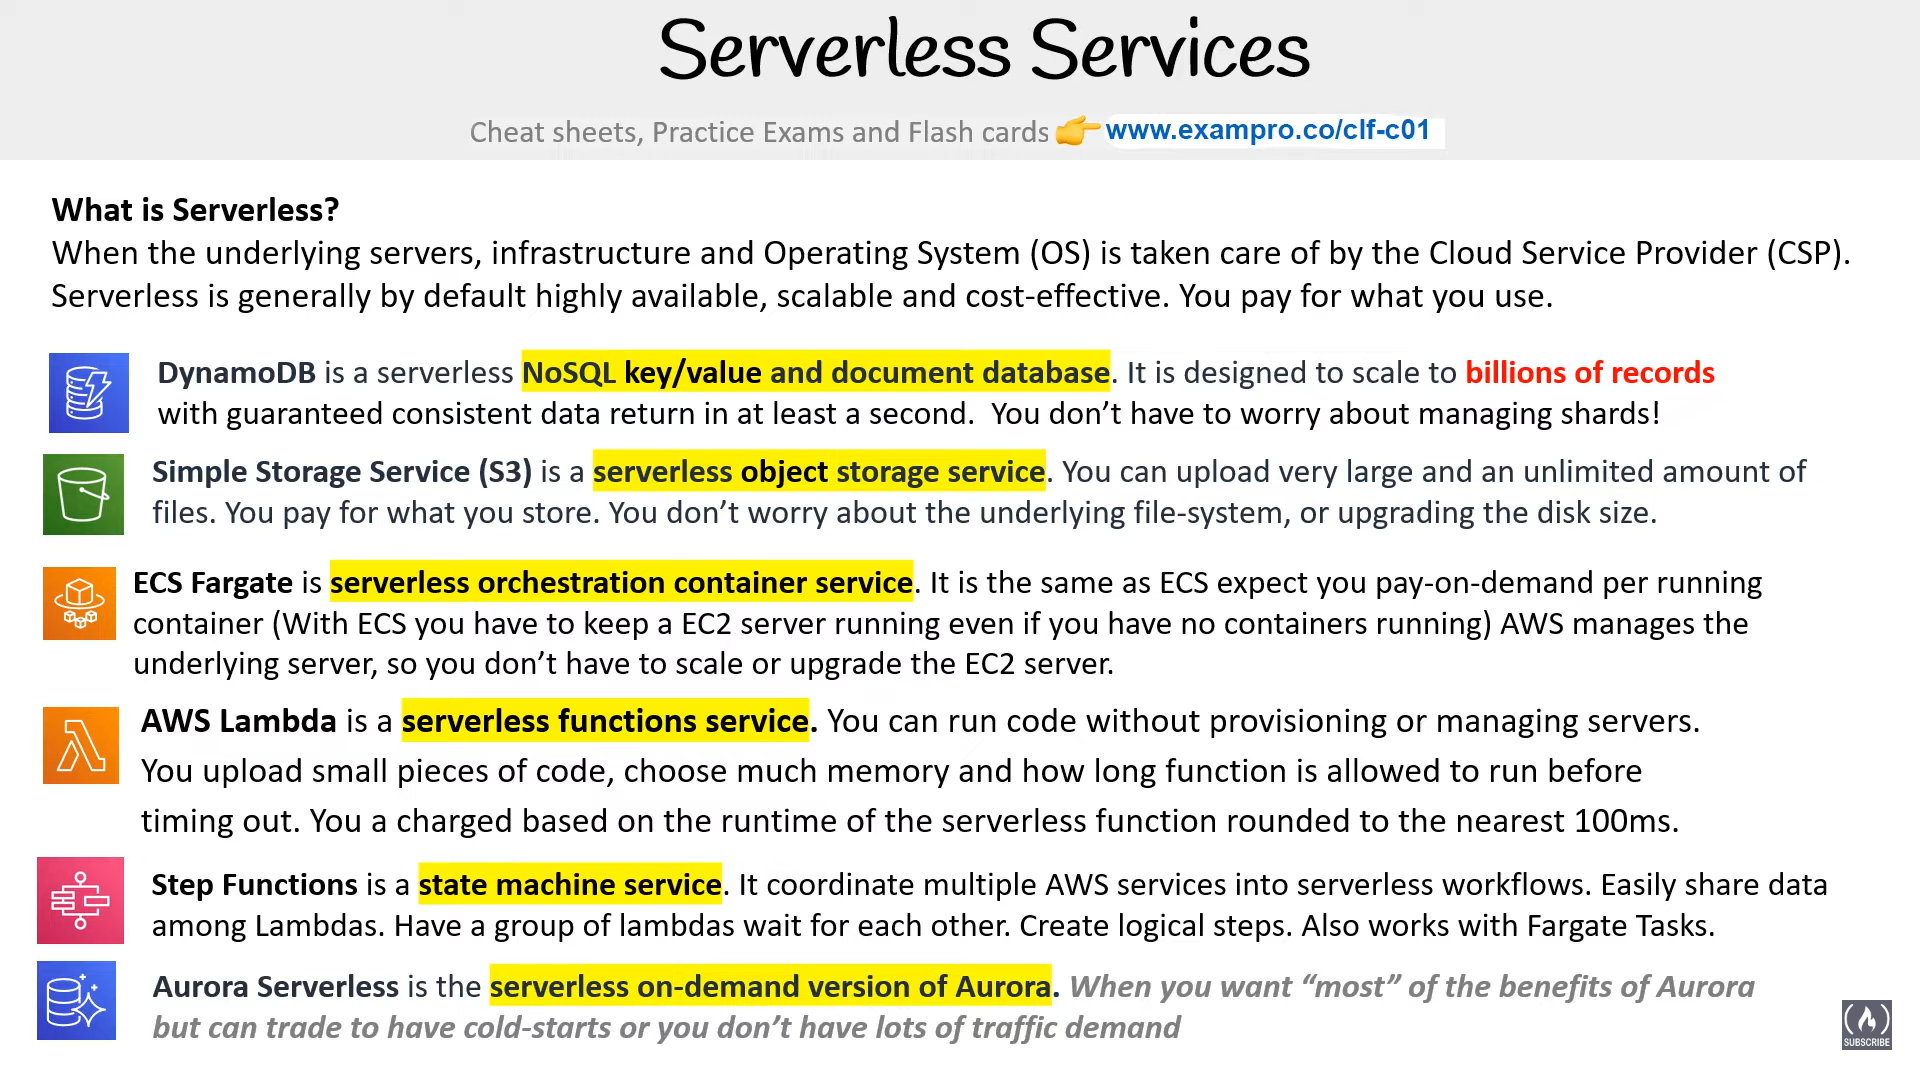 Serverless Services
Cheat sheets, Practice Exams and Flash cards www.exampro.co/clf-c01
What is Serverless?
When the underlying servers, infrastructure and Operating System (OS) is taken care of by the Cloud Service Provider (CSP).
Serverless is generally by default highly available, scalable and cost-effective. You pay for what you use.
DynamoDB is a serverless NoSQL key/value and document database. It is designed to scale to billions of records
with guaranteed consistent data return in at least a second. You don’t have to worry about managing shards!
Simple Storage Service (S3) is a serverless object storage service. You can upload very large and an unlimited amount of
files. You pay for what you store. You don’t worry about the underlying file-system, or upgrading the disk size.
ECS Fargate is serverless orchestration container service. It is the same as ECS expect you pay-on-demand per running
container (With ECS you have to keep a EC2 server running even if you have no containers running) AWS manages the
underlying server, so you don’t have to scale or upgrade the EC2 server.
AWS Lambda is a serverless functions service. You can run code without provisioning or managing servers.
You upload small pieces of code, choose much memory and how long function is allowed to run before
timing out. You a charged based on the runtime of the serverless function rounded to the nearest 100ms.
Step Functions is a state machine service. It coordinate multiple AWS services into serverless workflows. Easily share data
among Lambdas. Have a group of lambdas wait for each other. Create logical steps. Also works with Fargate Tasks.
Aurora Serverless is the serverless on-demand version of Aurora. When you want “most” of the benefits of Aurora
but can trade to have cold-starts or you don’t have lots of traffic demand
SUBSCRIBE